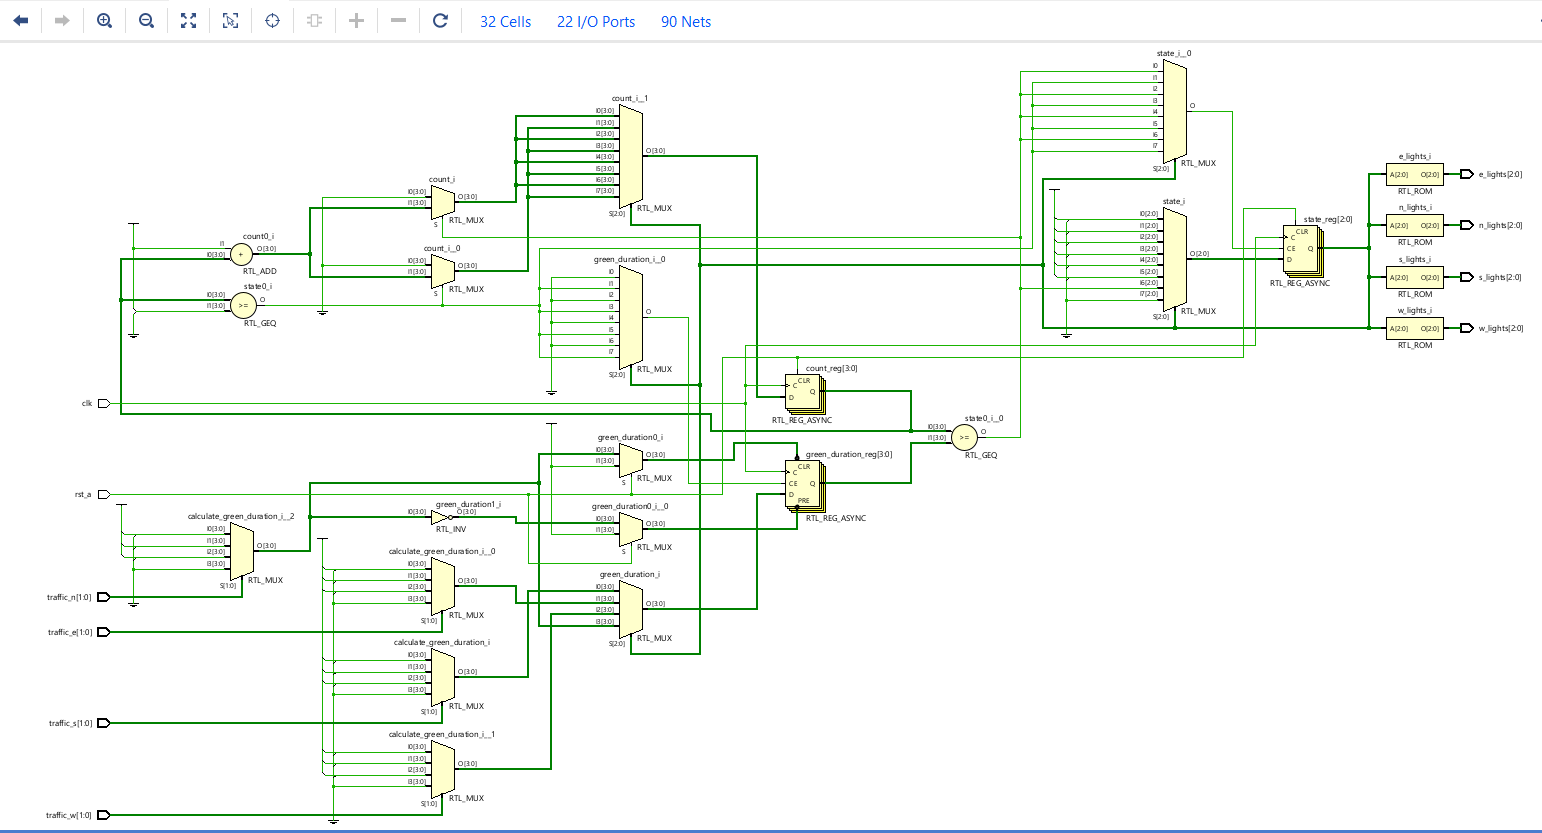 32 Cells 22 I/O Ports 90 Nets
state_i__0
I0
I1
I2
I3
I4
I5
I6
I7
O
S[2:0]
RTL_MUX
count_i__1
I0[3:0]
I1[3:0]
I2[3:0]
I3[3:0]
I4[3:0]
I5[3:0]
I6[3:0]
I7[3:0]
O[3:0]
S[2:0]
RTL_MUX
count_i
I0[3:0]
I1[3:0]
O[3:0]
S
RTL_MUX
count0_i
I1
I0[3:0]
O[3:0]
+
RTL_ADD
count_i__0
I0[3:0]
I1[3:0]
O[3:0]
S
RTL_MUX
state0_i
I0[3:0]
I1[3:0]
O
>=
RTL_GEQ
green_duration_i__0
I0
I1
I2
I3
I4
I5
I6
I7
O
S[2:0]
RTL_MUX
state_i
I0[2:0]
I1[2:0]
I2[2:0]
I3[2:0]
I4[2:0]
I5[2:0]
I6[2:0]
I7[2:0]
O[2:0]
S[2:0]
RTL_MUX
state_reg[2:0]
CLR
C
CE
D
Q
RTL_REG_ASYNC
e_lights_i
A[2:0] O[2:0]
RTL_ROM
e_lights[2:0]
n_lights_i
A[2:0] O[2:0]
RTL_ROM
n_lights[2:0]
s_lights_i
A[2:0] O[2:0]
RTL_ROM
s_lights[2:0]
w_lights_i
A[2:0] O[2:0]
RTL_ROM
w_lights[2:0]
count_reg[3:0]
CLR
C
D
Q
RTL_REG_ASYNC
clk
state0_i__0
I0[3:0]
I1[3:0]
O
>=
RTL_GEQ
green_duration0_i
I0[3:0]
I1[3:0]
O[3:0]
S
RTL_MUX
green_duration_reg[3:0]
CLR
C
CE
D
PRE
Q
RTL_REG_ASYNC
rst_a
green_duration1_i
I0[3:0]
O[3:0]
RTL_INV
green_duration0_i__0
I0[3:0]
I1[3:0]
O[3:0]
S
RTL_MUX
calculate_green_duration_i__2
I0[3:0]
I1[3:0]
I2[3:0]
I3[3:0]
O[3:0]
S[1:0]
RTL_MUX
calculate_green_duration_i__0
I0[3:0]
I1[3:0]
I2[3:0]
I3[3:0]
O[3:0]
S[1:0]
RTL_MUX
green_duration_i
I0[3:0]
I1[3:0]
I2[3:0]
I3[3:0]
O[3:0]
S[2:0]
RTL_MUX
traffic_n[1:0]
traffic_e[1:0]
calculate_green_duration_i
I0[3:0]
I1[3:0]
I2[3:0]
I3[3:0]
O[3:0]
S[1:0]
RTL_MUX
traffic_s[1:0]
calculate_green_duration_i__1
I0[3:0]
I1[3:0]
I2[3:0]
I3[3:0]
O[3:0]
S[1:0]
RTL_MUX
traffic_w[1:0]